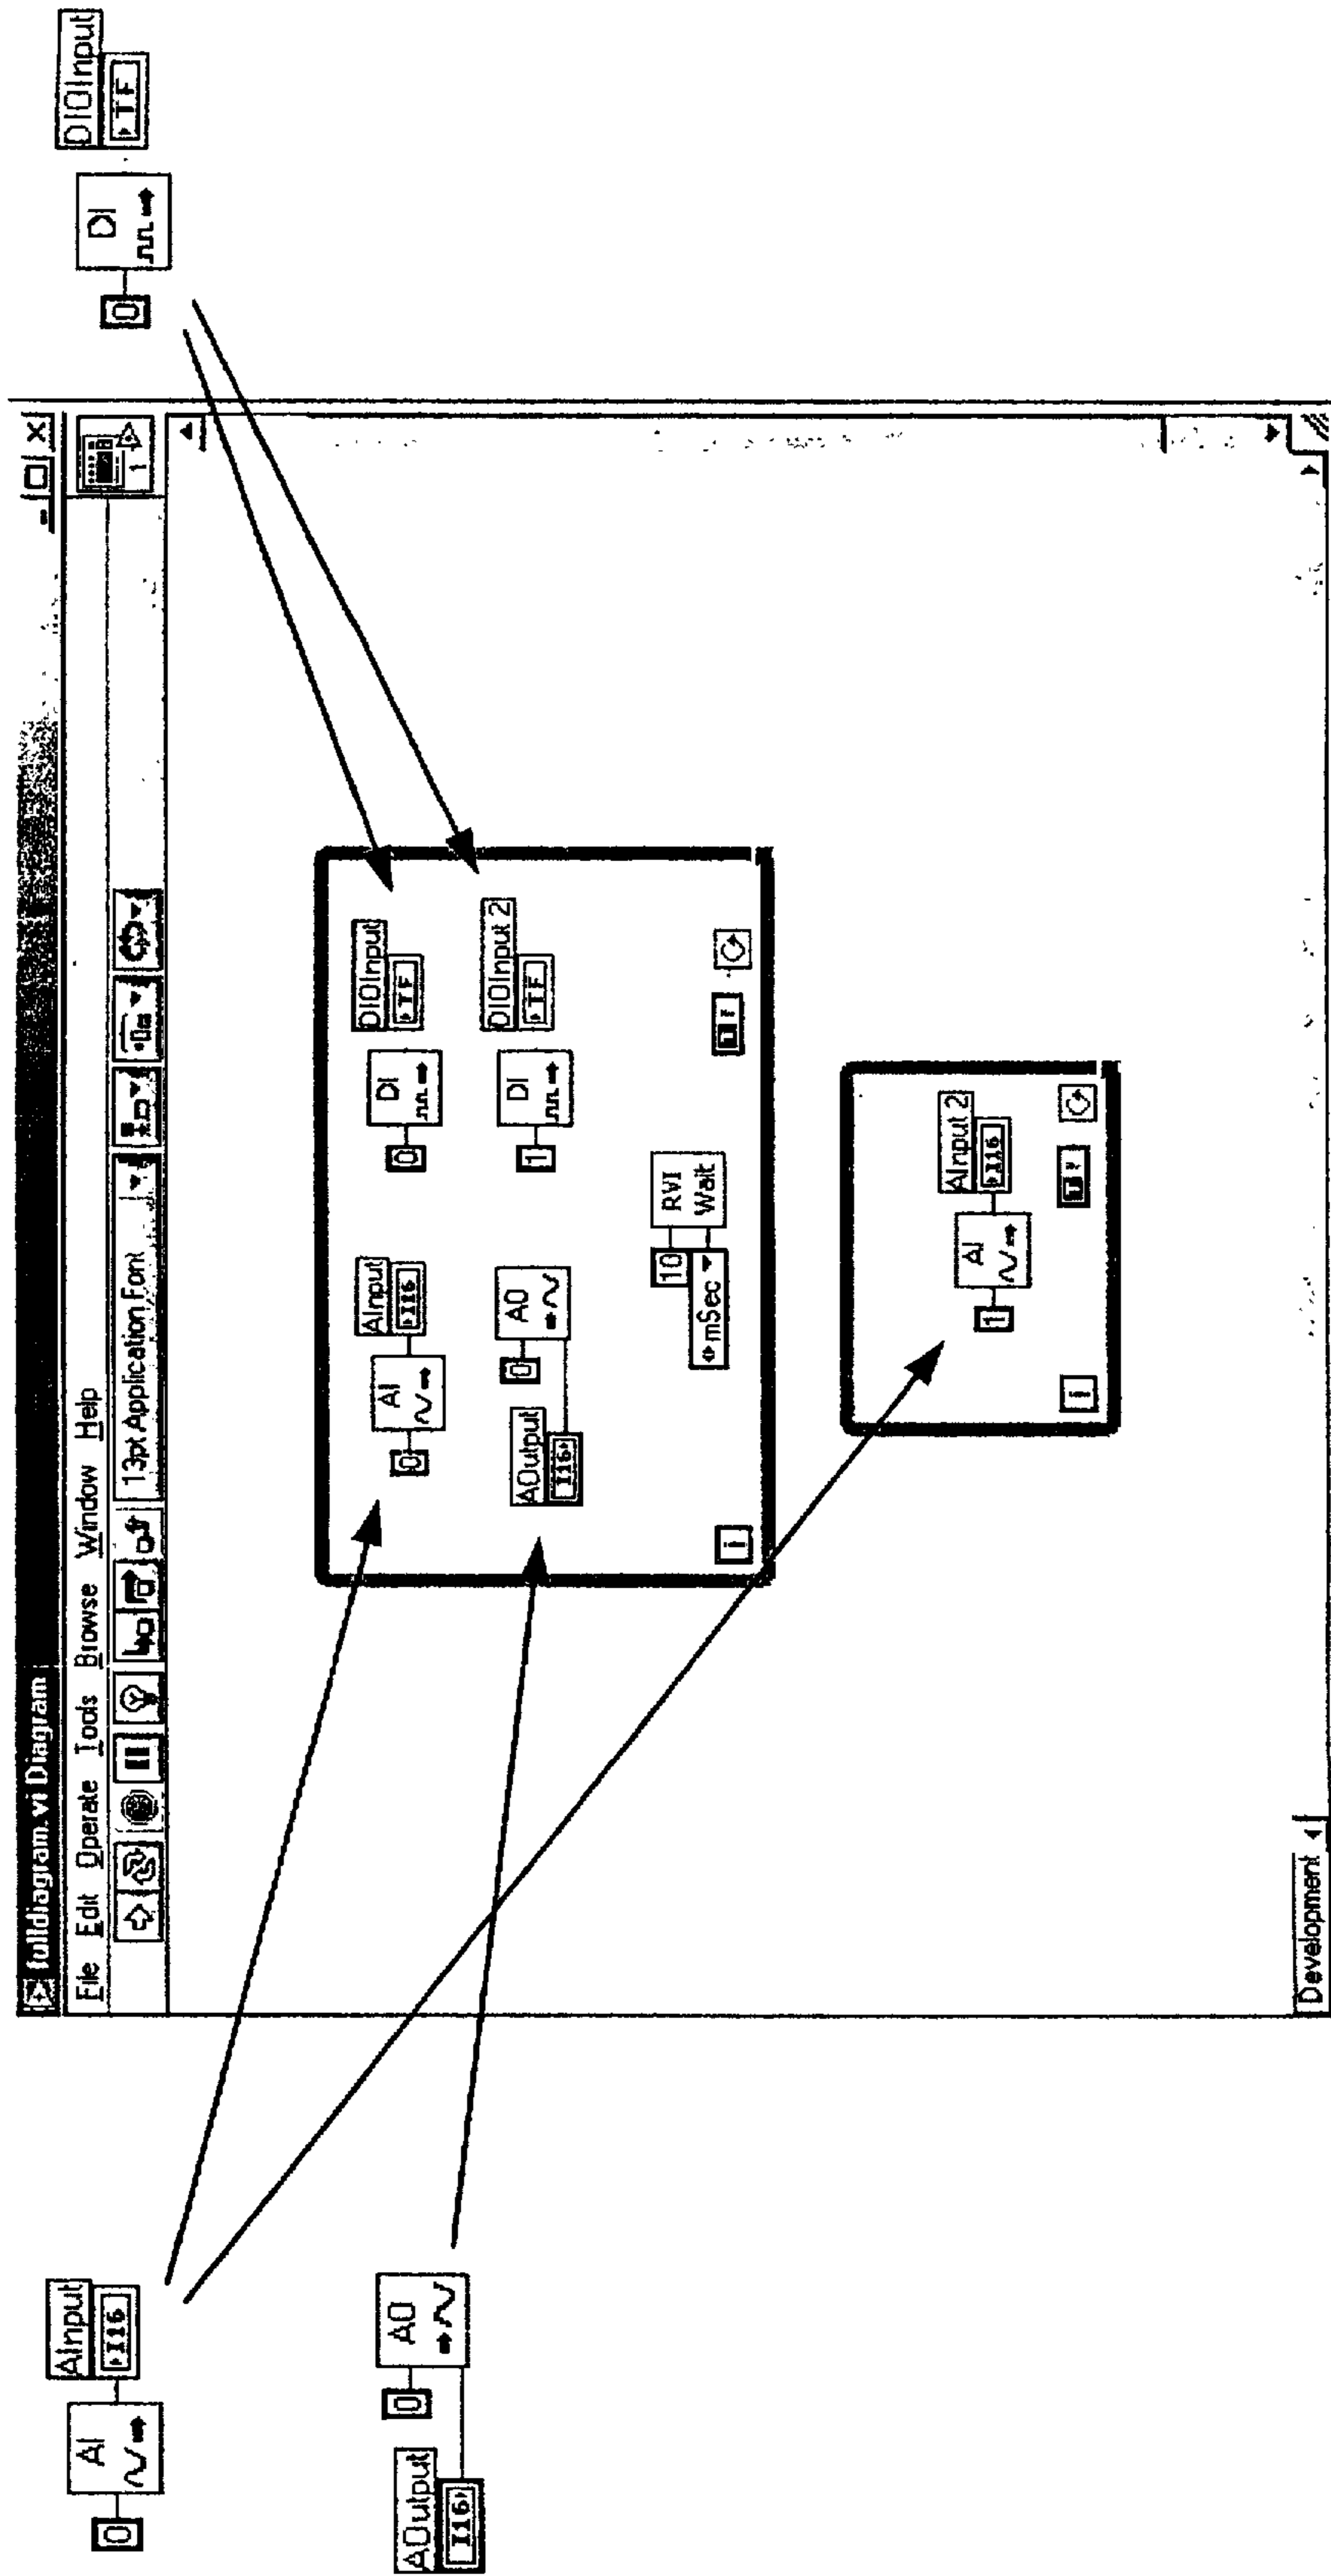 fulldiagram.vi Diagram
File Edit Operate Tools Browse Window Help
13pt Application Font
1
AInput
0 AI I16
AOutput
0 AO
I16
DIOInput
0 DI TF
AInput
0 AI I16
DIOInput
0 DI TF
AOutput
0 AO
I16
DIOInput 2
1 DI TF
10 RVI
mSec Wait
i
AInput 2
1 AI I16
i
Development